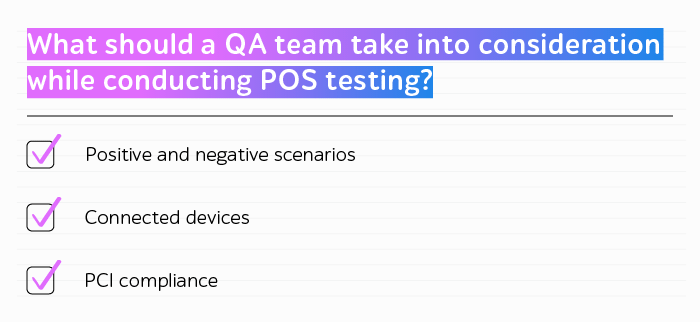 What should a QA team take into consideration
while conducting POS testing?
Positive and negative scenarios
Connected devices
PCI compliance